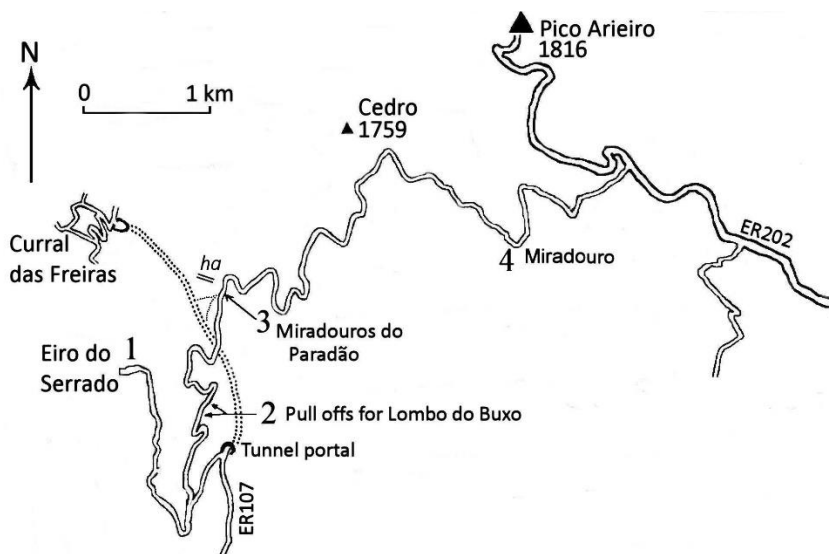 Pico Arieiro
1816
N
0 1 km
Cedro
1759
Curral
das Freiras
ha
4 Miradouro
ER202
3 Miradouros do
Paradão
Eiro do
Serrado
1
2 Pull offs for Lombo do Buxo
Tunnel portal
ER107